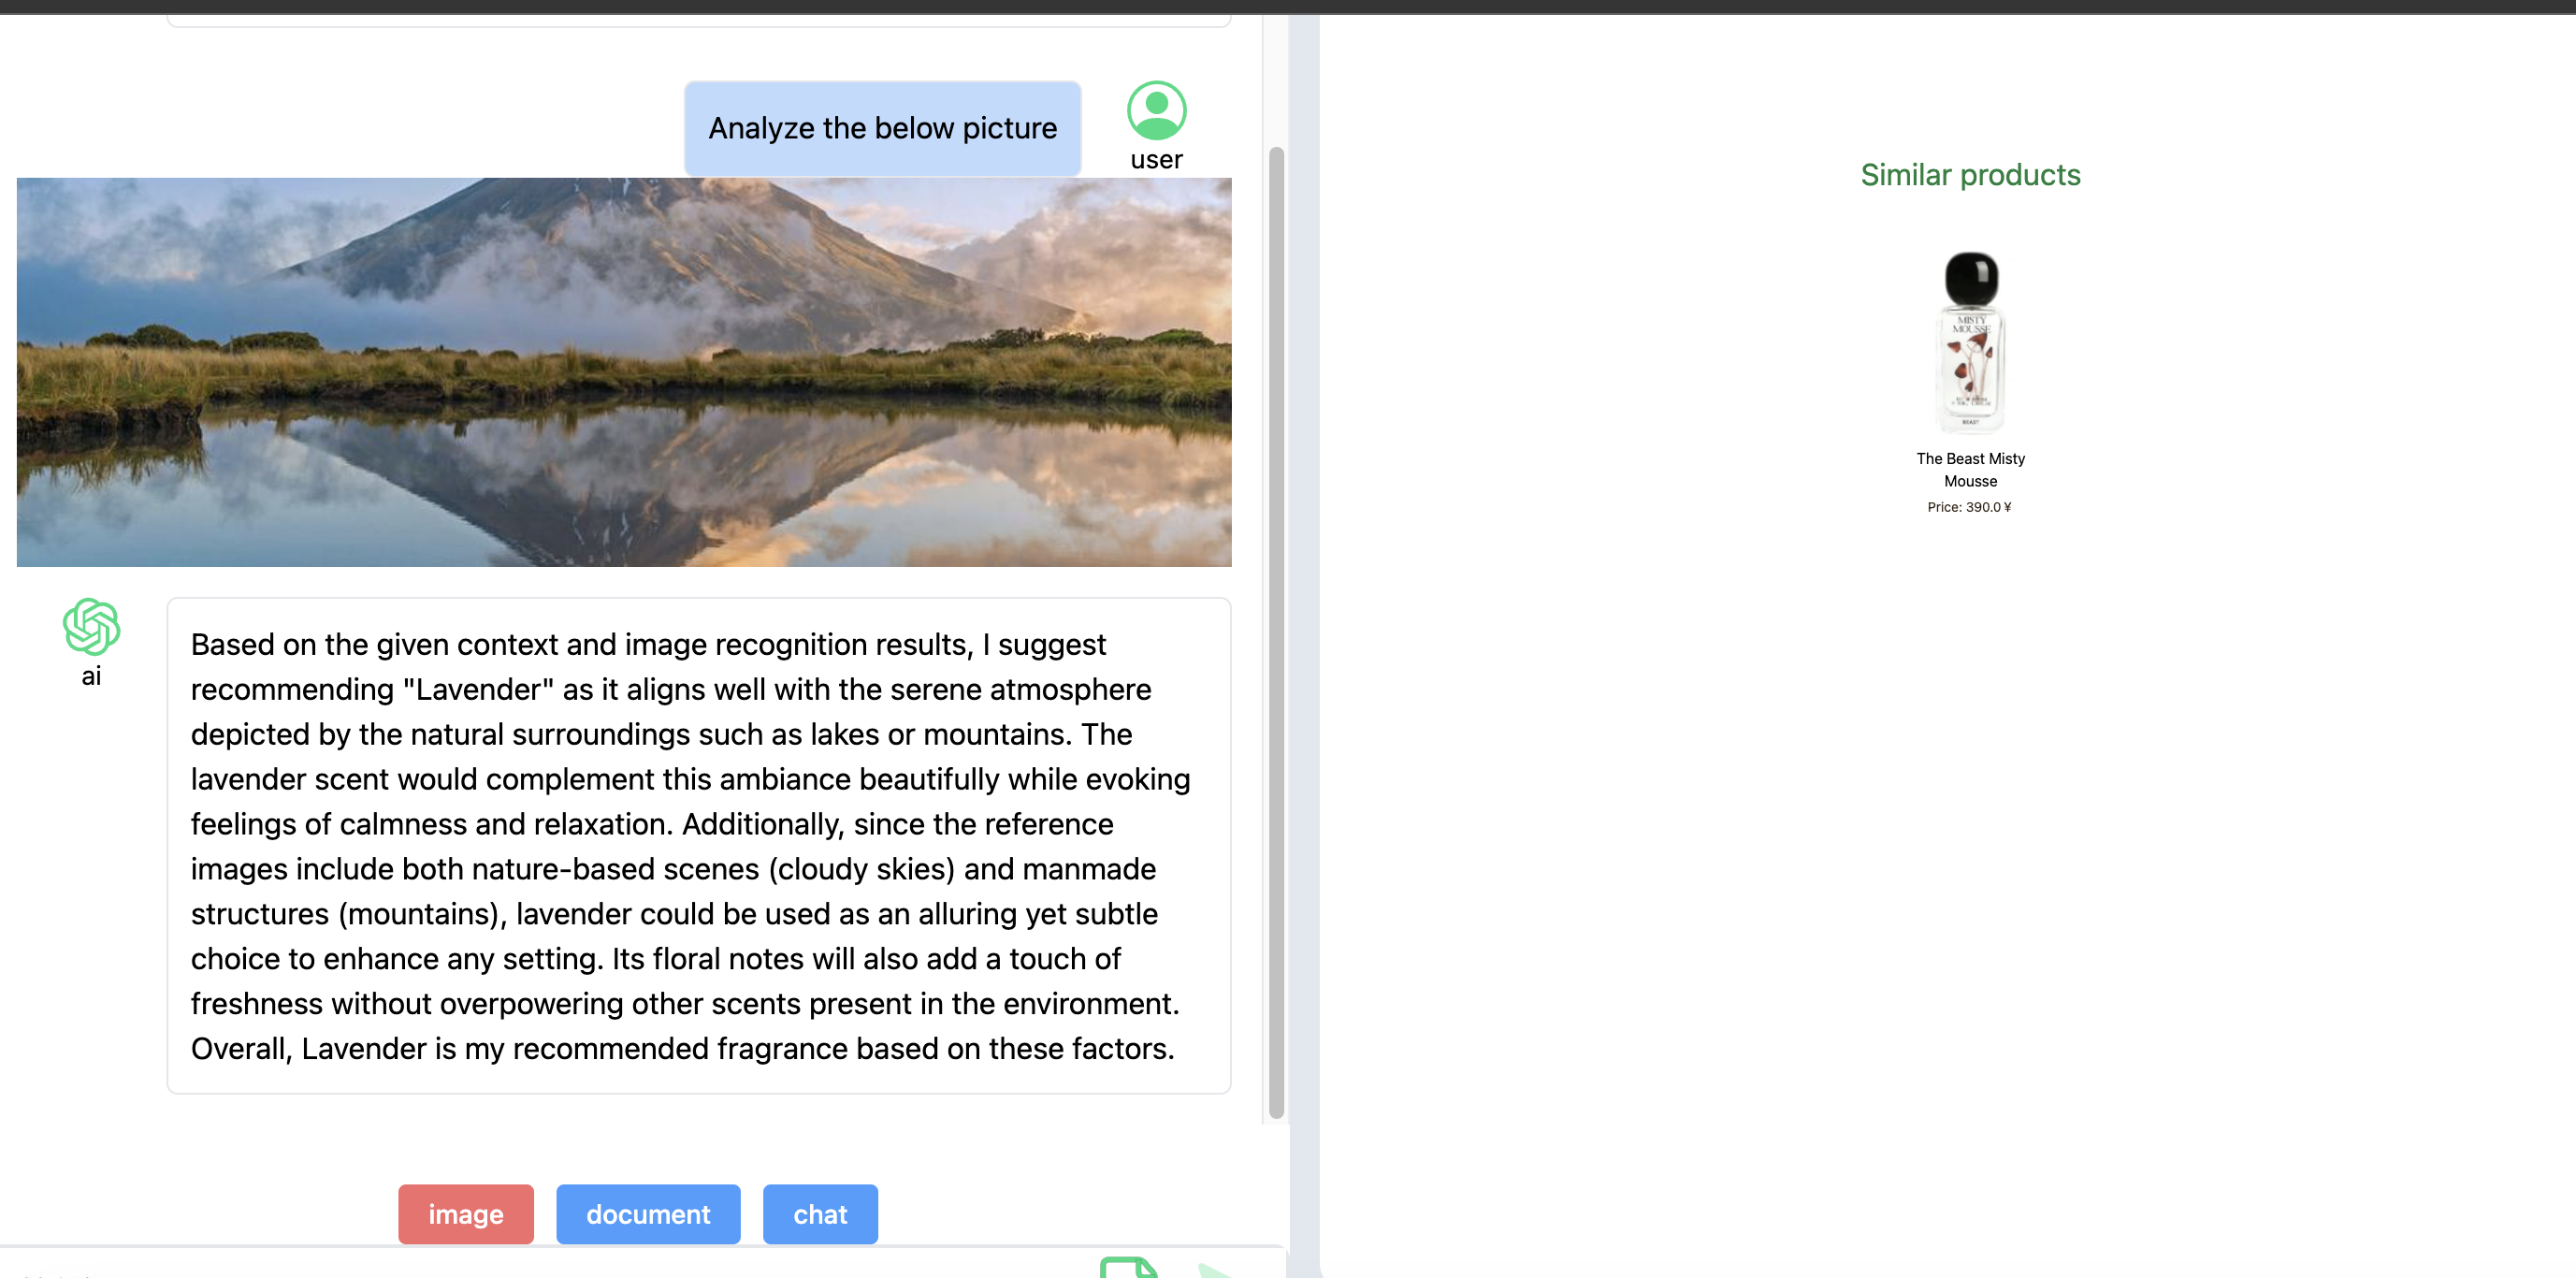 Analyze the below picture
user
ai
Based on the given context and image recognition results, I suggest
recommending "Lavender" as it aligns well with the serene atmosphere
depicted by the natural surroundings such as lakes or mountains. The
lavender scent would complement this ambiance beautifully while evoking
feelings of calmness and relaxation. Additionally, since the reference
images include both nature-based scenes (cloudy skies) and manmade
structures (mountains), lavender could be used as an alluring yet subtle
choice to enhance any setting. Its floral notes will also add a touch of
freshness without overpowering other scents present in the environment.
Overall, Lavender is my recommended fragrance based on these factors.
image document chat
Similar products
MISTY
MOUSSE
BEAST
The Beast Misty
Mousse
Price: 390.0 ¥